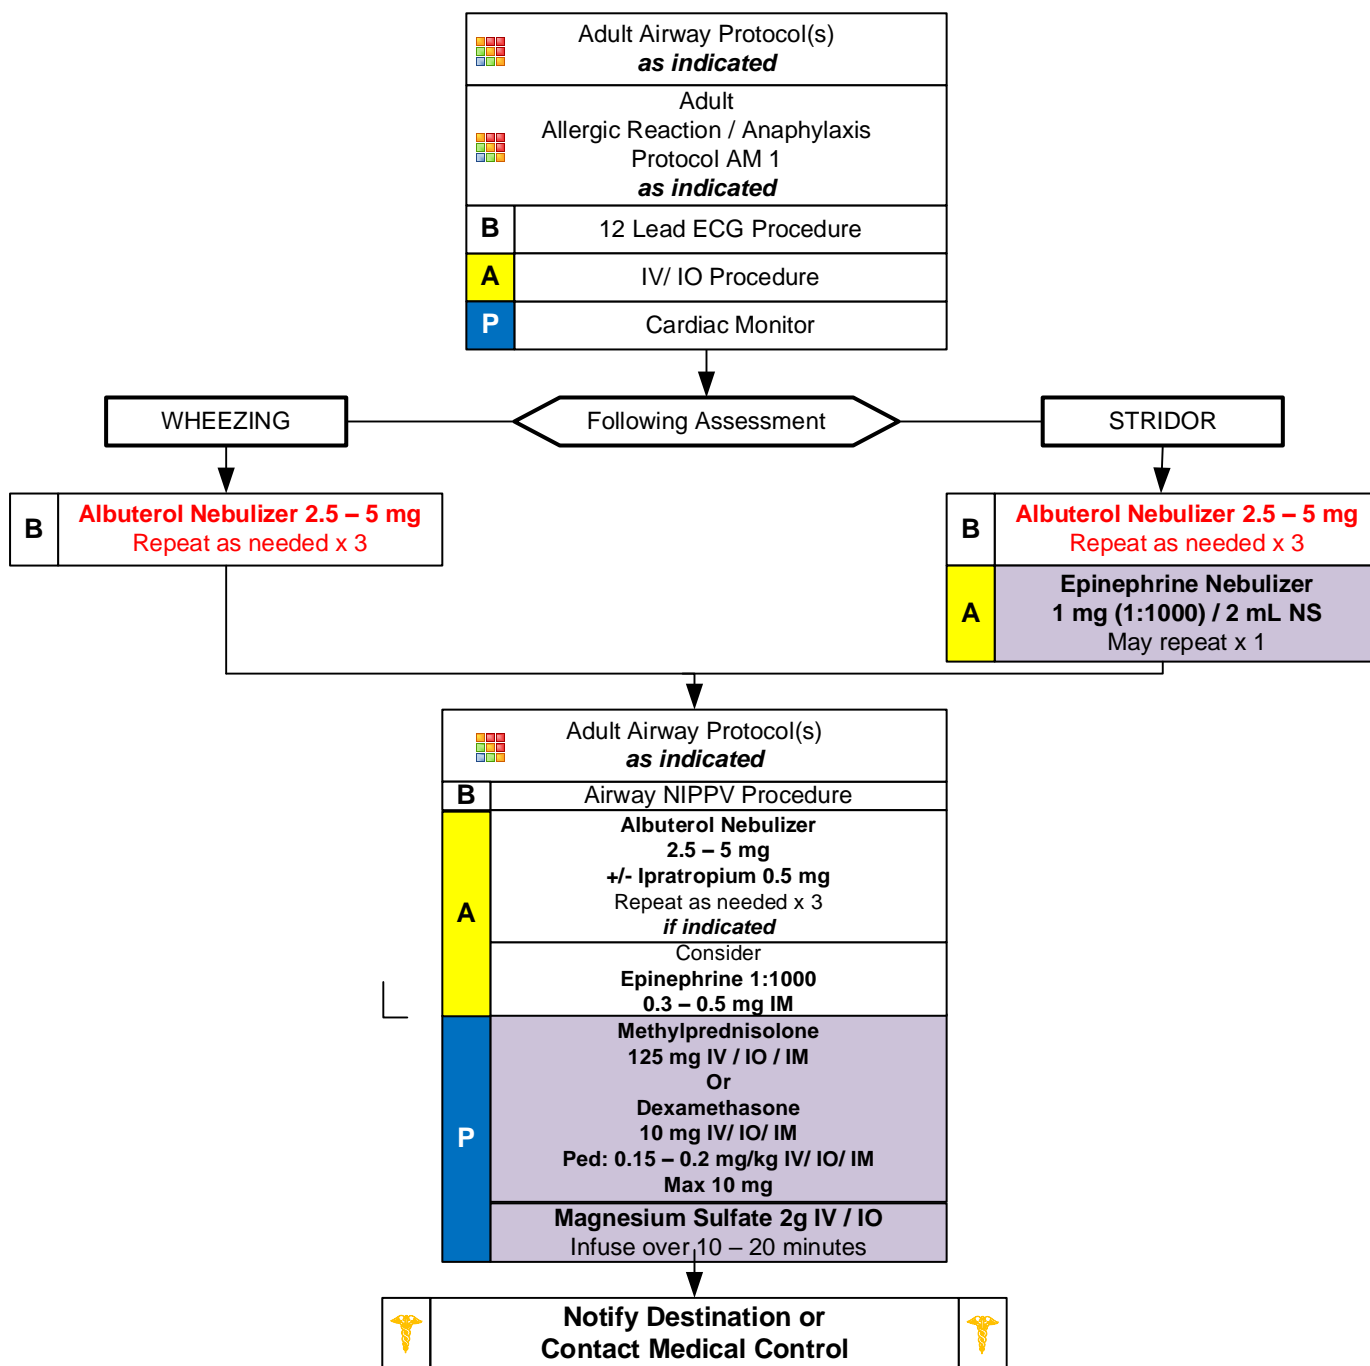 Adult Airway Protocol(s)
as indicated
Adult
Allergic Reaction / Anaphylaxis
Protocol AM 1
as indicated
B
12 Lead ECG Procedure
A
IV/ IO Procedure
P
Cardiac Monitor
WHEEZING
Following Assessment
STRIDOR
B
Albuterol Nebulizer 2.5 – 5 mg
Repeat as needed x 3
B
Albuterol Nebulizer 2.5 – 5 mg
Repeat as needed x 3
A
Epinephrine Nebulizer
1 mg (1:1000) / 2 mL NS
May repeat x 1
Adult Airway Protocol(s)
as indicated
B
Airway NIPPV Procedure
A
Albuterol Nebulizer
2.5 – 5 mg
+/- Ipratropium 0.5 mg
Repeat as needed x 3
if indicated
Consider
Epinephrine 1:1000
0.3 – 0.5 mg IM
P
Methylprednisolone
125 mg IV / IO / IM
Or
Dexamethasone
10 mg IV/ IO/ IM
Ped: 0.15 – 0.2 mg/kg IV/ IO/ IM
Max 10 mg
Magnesium Sulfate 2g IV / IO
Infuse over 10 – 20 minutes
Notify Destination or
Contact Medical Control